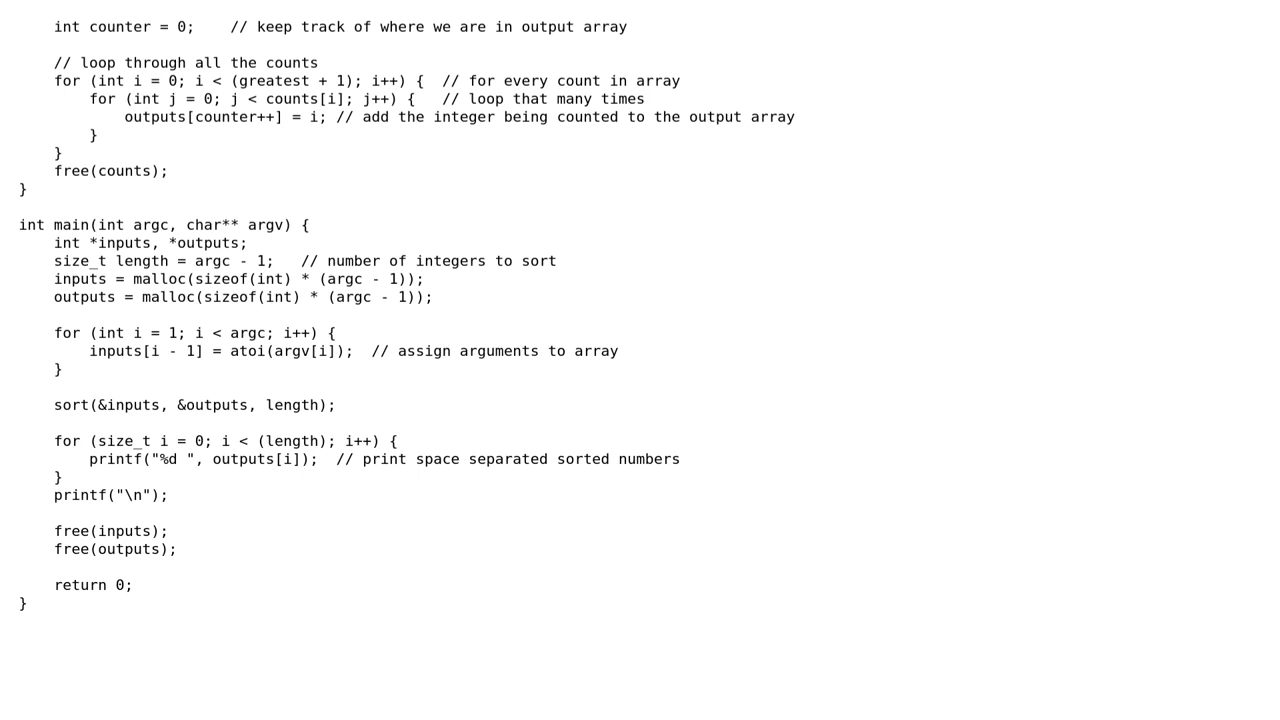 int counter = 0;    // keep track of where we are in output array

    // loop through all the counts
    for (int i = 0; i < (greatest + 1); i++) {  // for every count in array
        for (int j = 0; j < counts[i]; j++) {   // loop that many times
            outputs[counter++] = i; // add the integer being counted to the output array
        }
    }
    free(counts);
}

int main(int argc, char** argv) {
    int *inputs, *outputs;
    size_t length = argc - 1;   // number of integers to sort
    inputs = malloc(sizeof(int) * (argc - 1));
    outputs = malloc(sizeof(int) * (argc - 1));

    for (int i = 1; i < argc; i++) {
        inputs[i - 1] = atoi(argv[i]);  // assign arguments to array
    }

    sort(&inputs, &outputs, length);

    for (size_t i = 0; i < (length); i++) {
        printf("%d ", outputs[i]);  // print space separated sorted numbers
    }
    printf("\n");

    free(inputs);
    free(outputs);

    return 0;
}